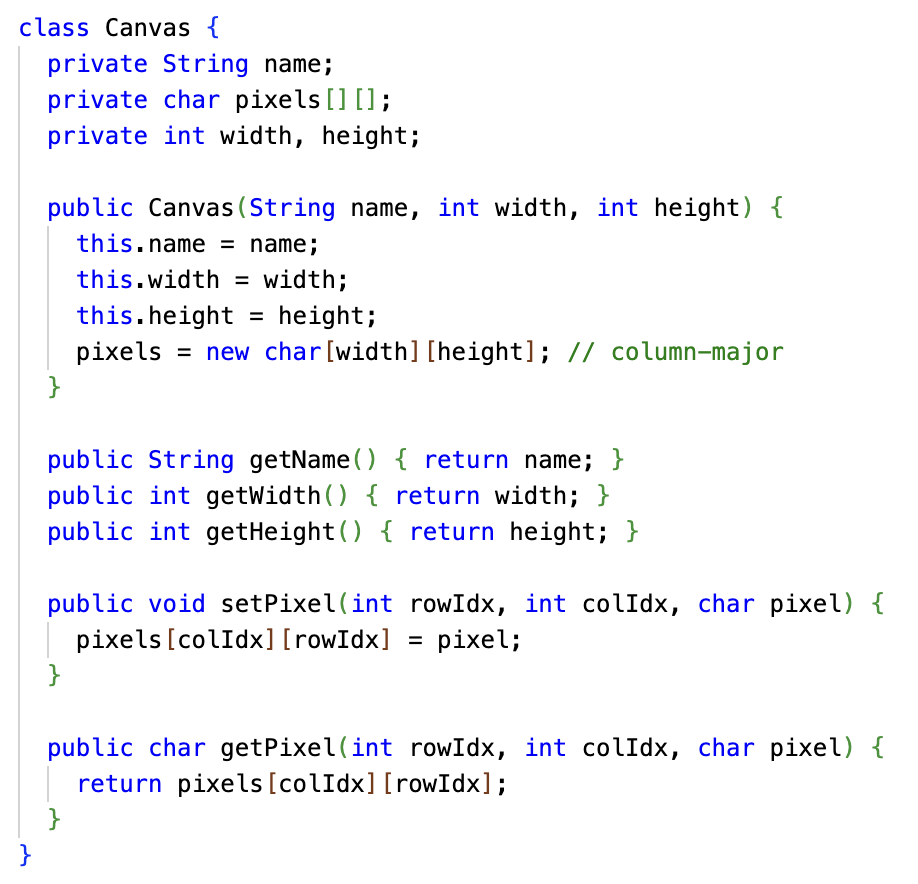 class Canvas {
  private String name;
  private char pixels[][];
  private int width, height;

  public Canvas(String name, int width, int height) {
    this.name = name;
    this.width = width;
    this.height = height;
    pixels = new char[width][height]; // column-major
  }

  public String getName() { return name; }
  public int getWidth() { return width; }
  public int getHeight() { return height; }

  public void setPixel(int rowIdx, int colIdx, char pixel) {
    pixels[colIdx][rowIdx] = pixel;
  }

  public char getPixel(int rowIdx, int colIdx, char pixel) {
    return pixels[colIdx][rowIdx];
  }
}